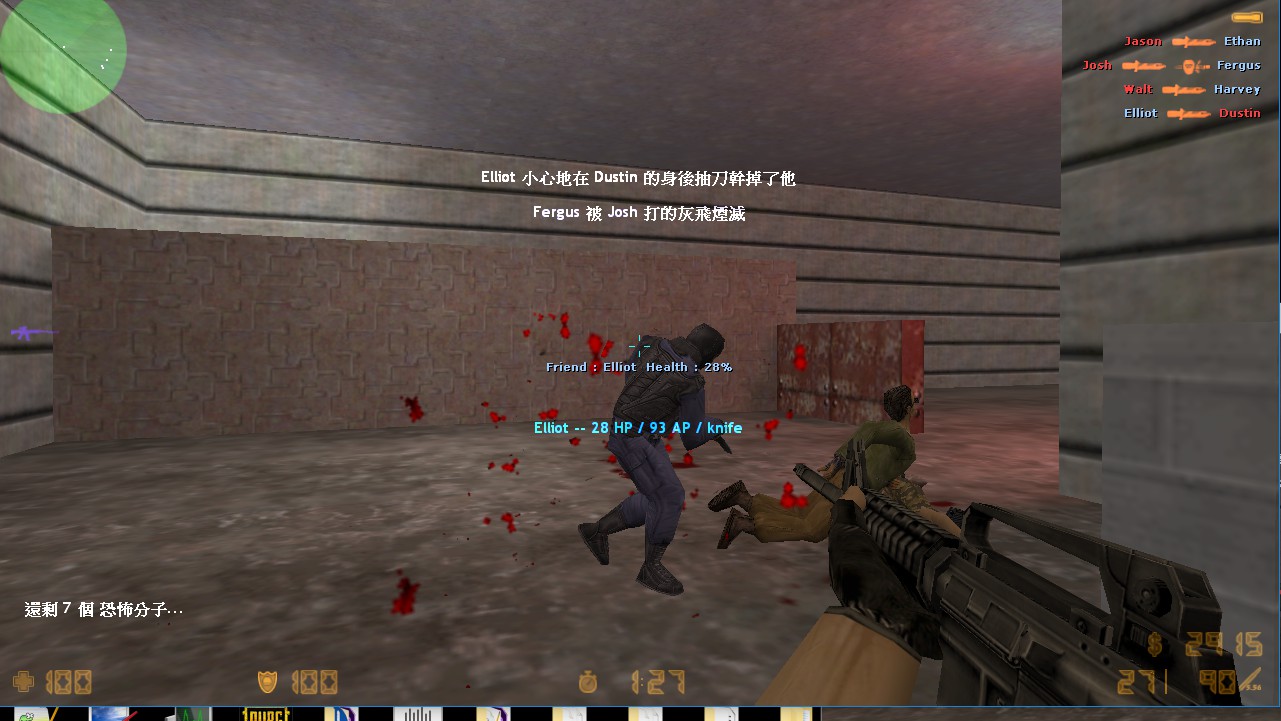 Jason Ethan
Josh Fergus
Walt Harvey
Elliot Dustin
Elliot 小心地在 Dustin 的身後抽刀幹掉了他
Fergus 被 Josh 打的灰飛煙滅
Friend : Elliot Health : 28%
Elliot -- 28 HP / 93 AP / knife
還剩 7 個 恐怖分子...
$ 2915
100 100 1:27 27| 90